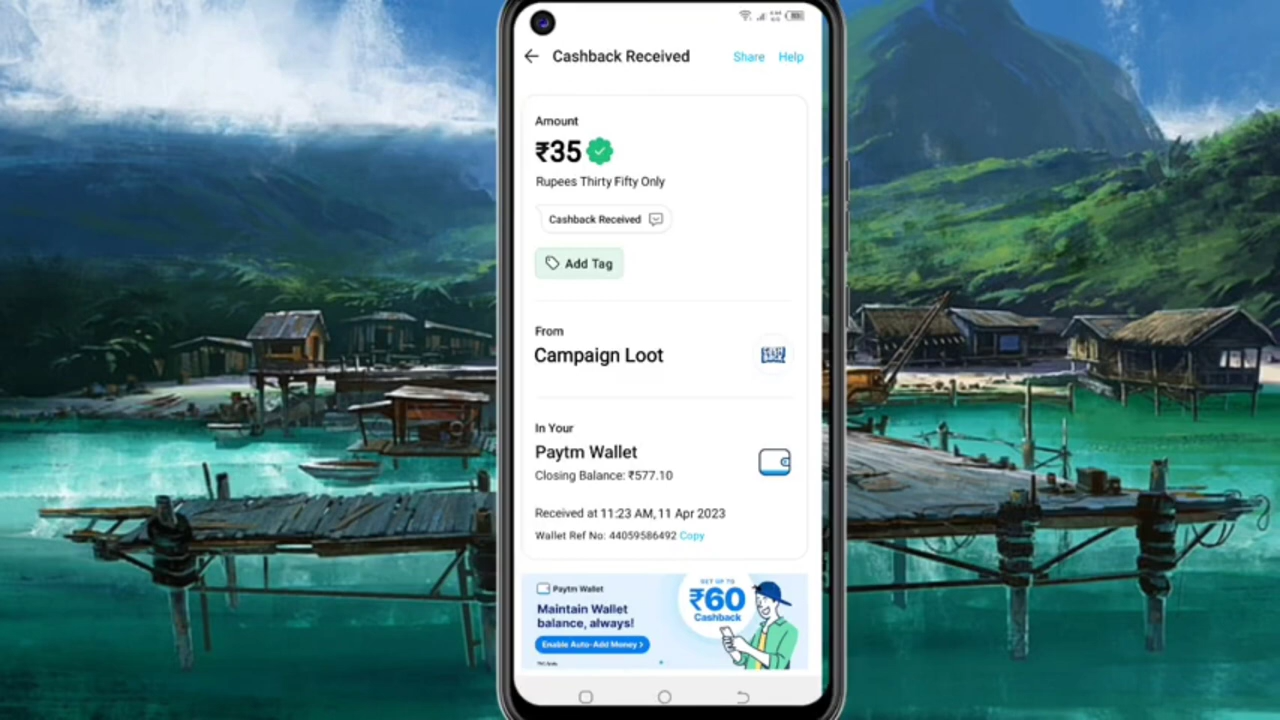 Cashback Received
Share
Help
Amount
₹35
Rupees Thirty Fifty Only
Cashback Received
Add Tag
From
Campaign Loot
In Your
Paytm Wallet
Closing Balance: ₹577.10
Received at 11:23 AM, 11 Apr 2023
Wallet Ref No: 44059586492 Copy
Paytm Wallet
Maintain Wallet
balance, always!
Enable Auto-Add Money >
GET UP TO
₹60
Cashback